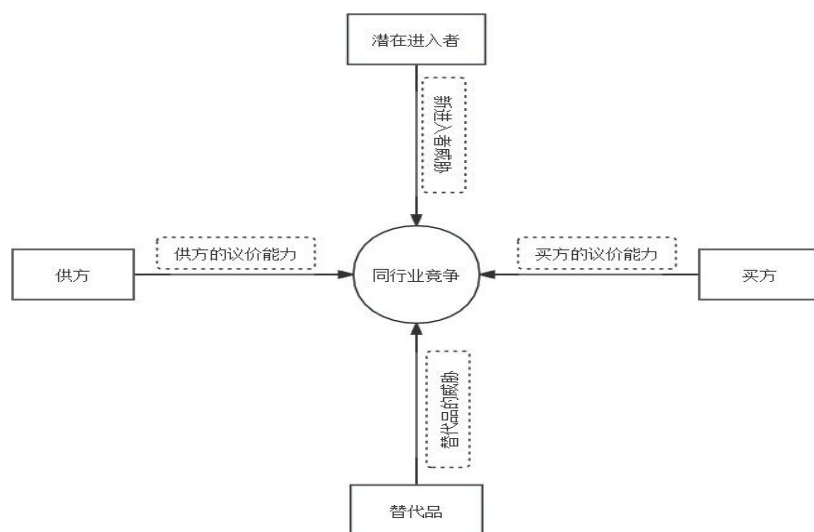 潜在进入者
新进入者威胁
供方的议价能力
买方的议价能力
供方
同行业竞争
买方
替代品的威胁
替代品